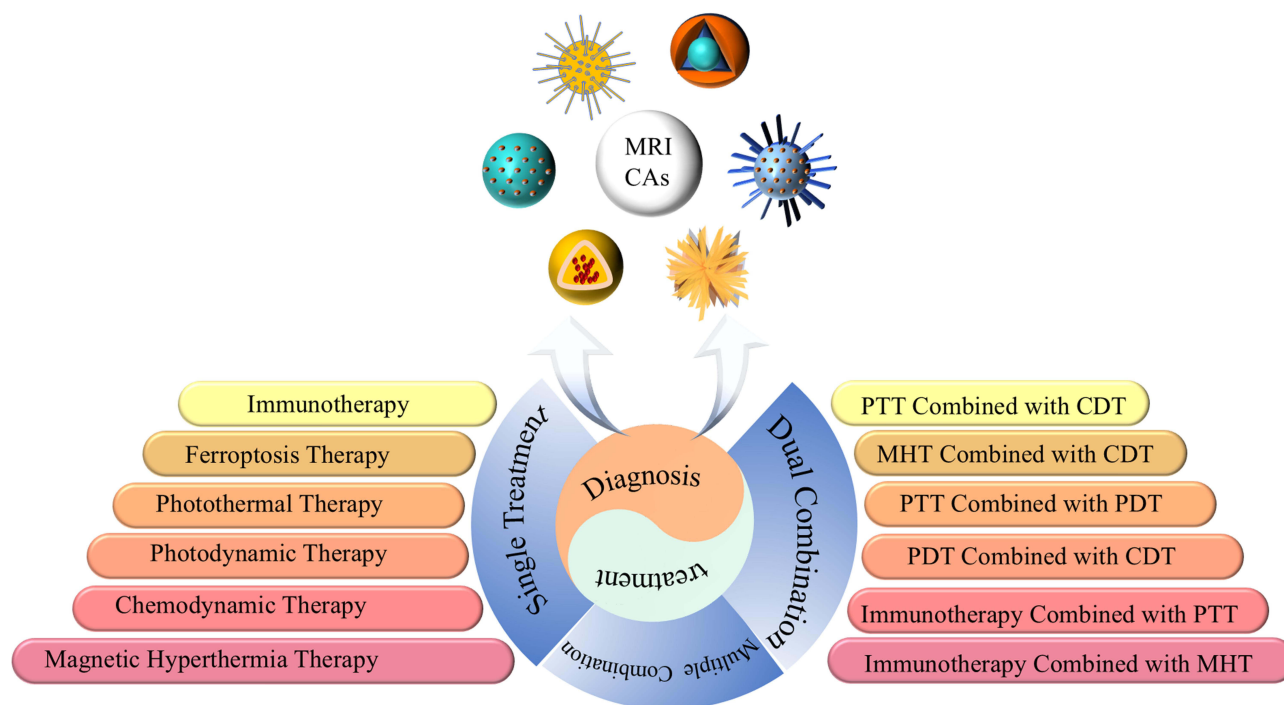 MRI
CAs
Immunotherapy
Ferroptosis Therapy
Photothermal Therapy
Photodynamic Therapy
Chemodynamic Therapy
Magnetic Hyperthermia Therapy
Single Treatment
Diagnosis
treatment
Multiple Combination
Dual Combination
PTT Combined with CDT
MHT Combined with CDT
PTT Combined with PDT
PDT Combined with CDT
Immunotherapy Combined with PTT
Immunotherapy Combined with MHT